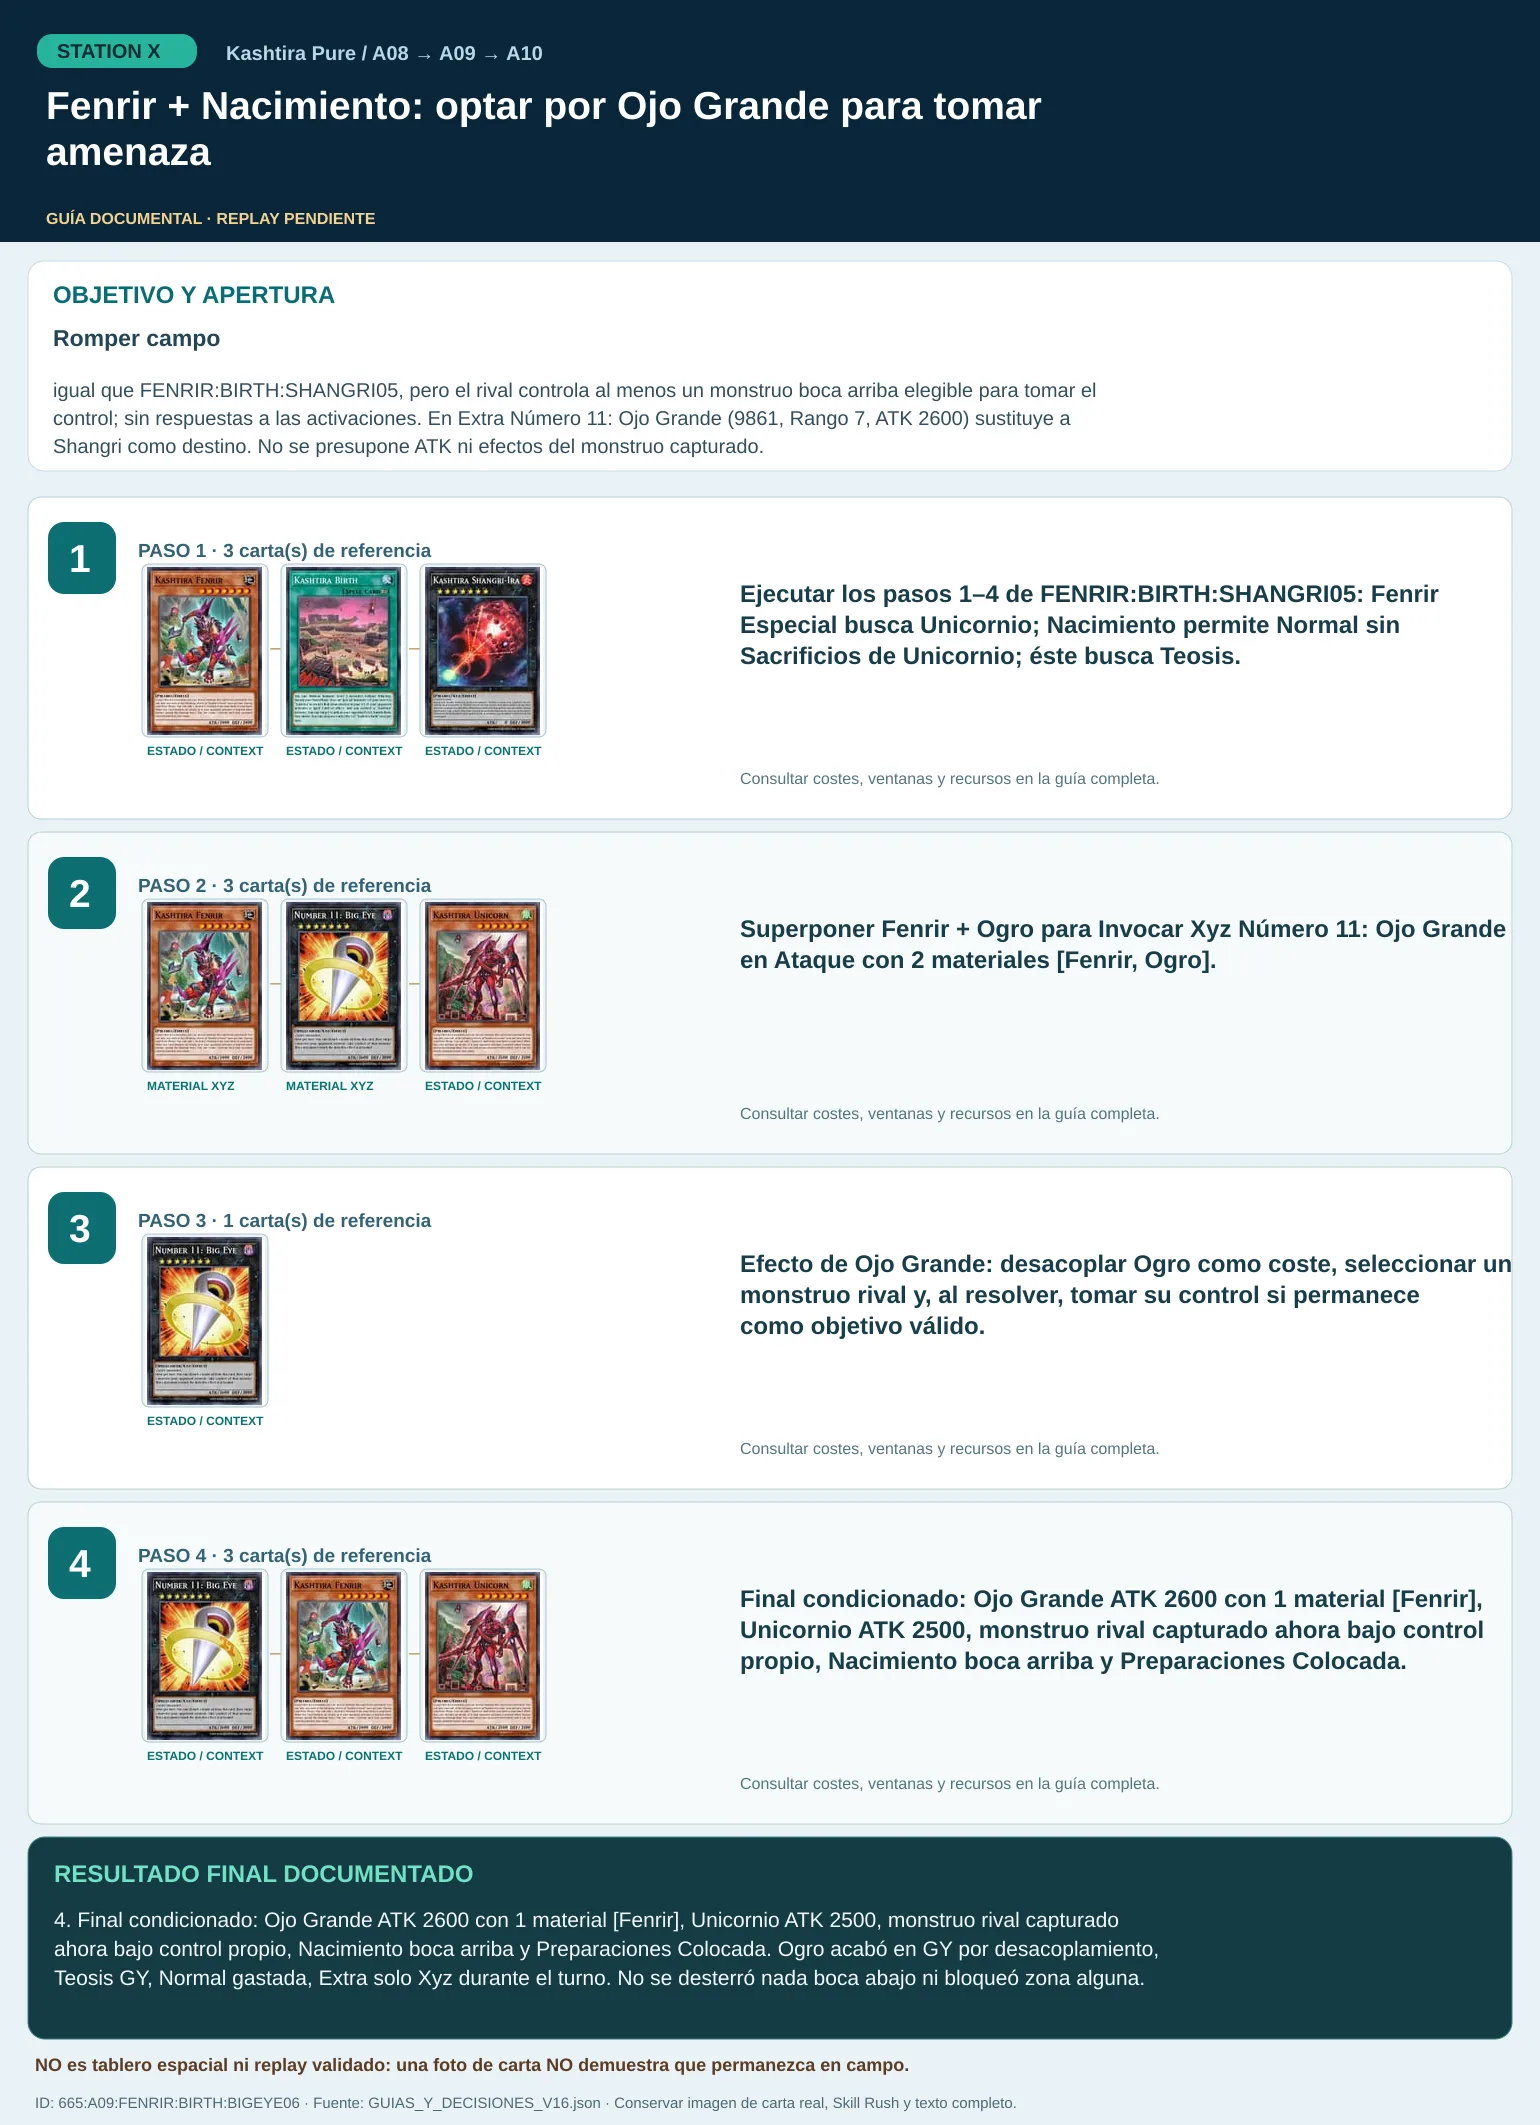 STATION X
Kashtira Pure / A08 → A09 → A10
Fenrir + Nacimiento: optar por Ojo Grande para tomar
amenaza
GUÍA DOCUMENTAL · REPLAY PENDIENTE
OBJETIVO Y APERTURA
Romper campo
igual que FENRIR:BIRTH:SHANGRI05, pero el rival controla al menos un monstruo boca arriba elegible para tomar el
control; sin respuestas a las activaciones. En Extra Número 11: Ojo Grande (9861, Rango 7, ATK 2600) sustituye a
Shangri como destino. No se presupone ATK ni efectos del monstruo capturado.
1
PASO 1 · 3 carta(s) de referencia
KASHTIRA FENRIR
KASHTIRA BIRTH
KASHTIRA SHANGRI-IRA
ESTADO / CONTEXT
ESTADO / CONTEXT
ESTADO / CONTEXT
Ejecutar los pasos 1–4 de FENRIR:BIRTH:SHANGRI05: Fenrir
Especial busca Unicornio; Nacimiento permite Normal sin
Sacrificios de Unicornio; éste busca Teosis.
Consultar costes, ventanas y recursos en la guía completa.
2
PASO 2 · 3 carta(s) de referencia
KASHTIRA FENRIR
NUMBER 11: BIG EYE
KASHTIRA UNICORN
MATERIAL XYZ
MATERIAL XYZ
ESTADO / CONTEXT
Superponer Fenrir + Ogro para Invocar Xyz Número 11: Ojo Grande
en Ataque con 2 materiales [Fenrir, Ogro].
Consultar costes, ventanas y recursos en la guía completa.
3
PASO 3 · 1 carta(s) de referencia
NUMBER 11: BIG EYE
ESTADO / CONTEXT
Efecto de Ojo Grande: desacoplar Ogro como coste, seleccionar un
monstruo rival y, al resolver, tomar su control si permanece
como objetivo válido.
Consultar costes, ventanas y recursos en la guía completa.
4
PASO 4 · 3 carta(s) de referencia
NUMBER 11: BIG EYE
KASHTIRA FENRIR
KASHTIRA UNICORN
ESTADO / CONTEXT
ESTADO / CONTEXT
ESTADO / CONTEXT
Final condicionado: Ojo Grande ATK 2600 con 1 material [Fenrir],
Unicornio ATK 2500, monstruo rival capturado ahora bajo control
propio, Nacimiento boca arriba y Preparaciones Colocada.
Consultar costes, ventanas y recursos en la guía completa.
RESULTADO FINAL DOCUMENTADO
4. Final condicionado: Ojo Grande ATK 2600 con 1 material [Fenrir], Unicornio ATK 2500, monstruo rival capturado
ahora bajo control propio, Nacimiento boca arriba y Preparaciones Colocada. Ogro acabó en GY por desacoplamiento,
Teosis GY, Normal gastada, Extra solo Xyz durante el turno. No se desterró nada boca abajo ni bloqueó zona alguna.
NO es tablero espacial ni replay validado: una foto de carta NO demuestra que permanezca en campo.
ID: 665:A09:FENRIR:BIRTH:BIGEYE06 · Fuente: GUIAS_Y_DECISIONES_V16.json · Conservar imagen de carta real, Skill Rush y texto completo.